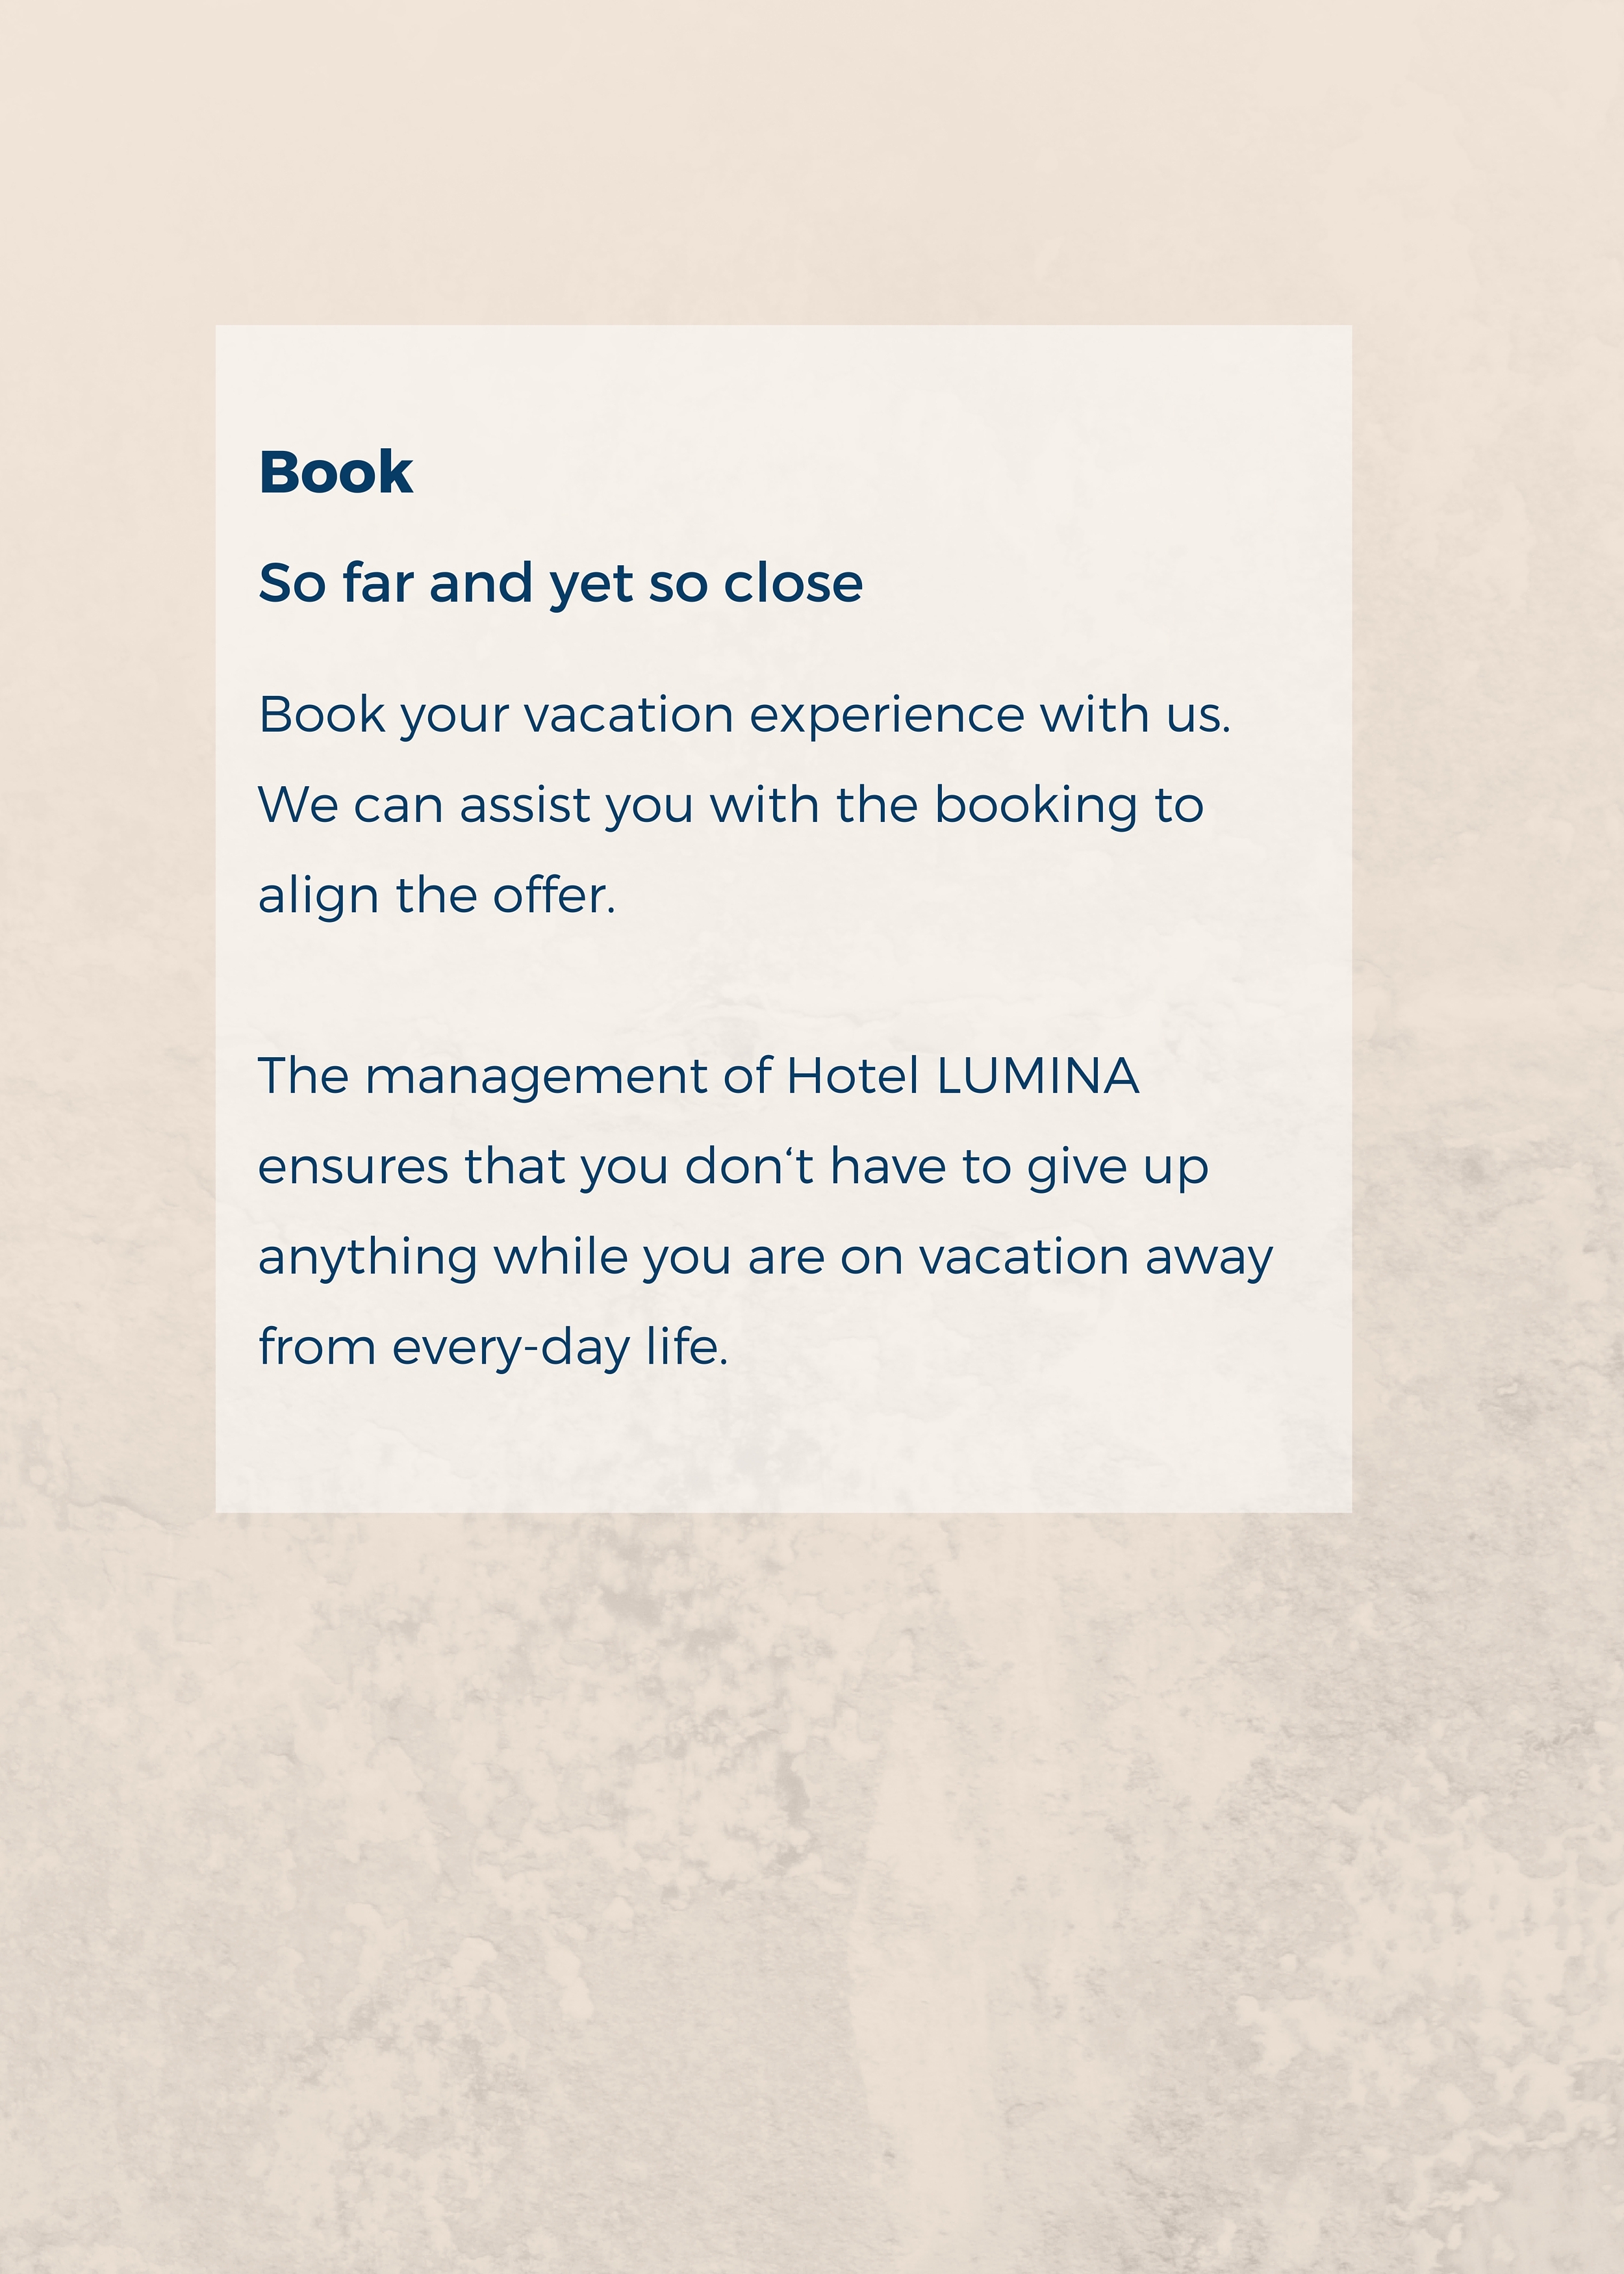 Book
So far and yet so close
Book your vacation experience with us.
We can assist you with the booking to
align the offer.
The management of Hotel LUMINA
ensures that you don‘t have to give up
anything while you are on vacation away
from every-day life.